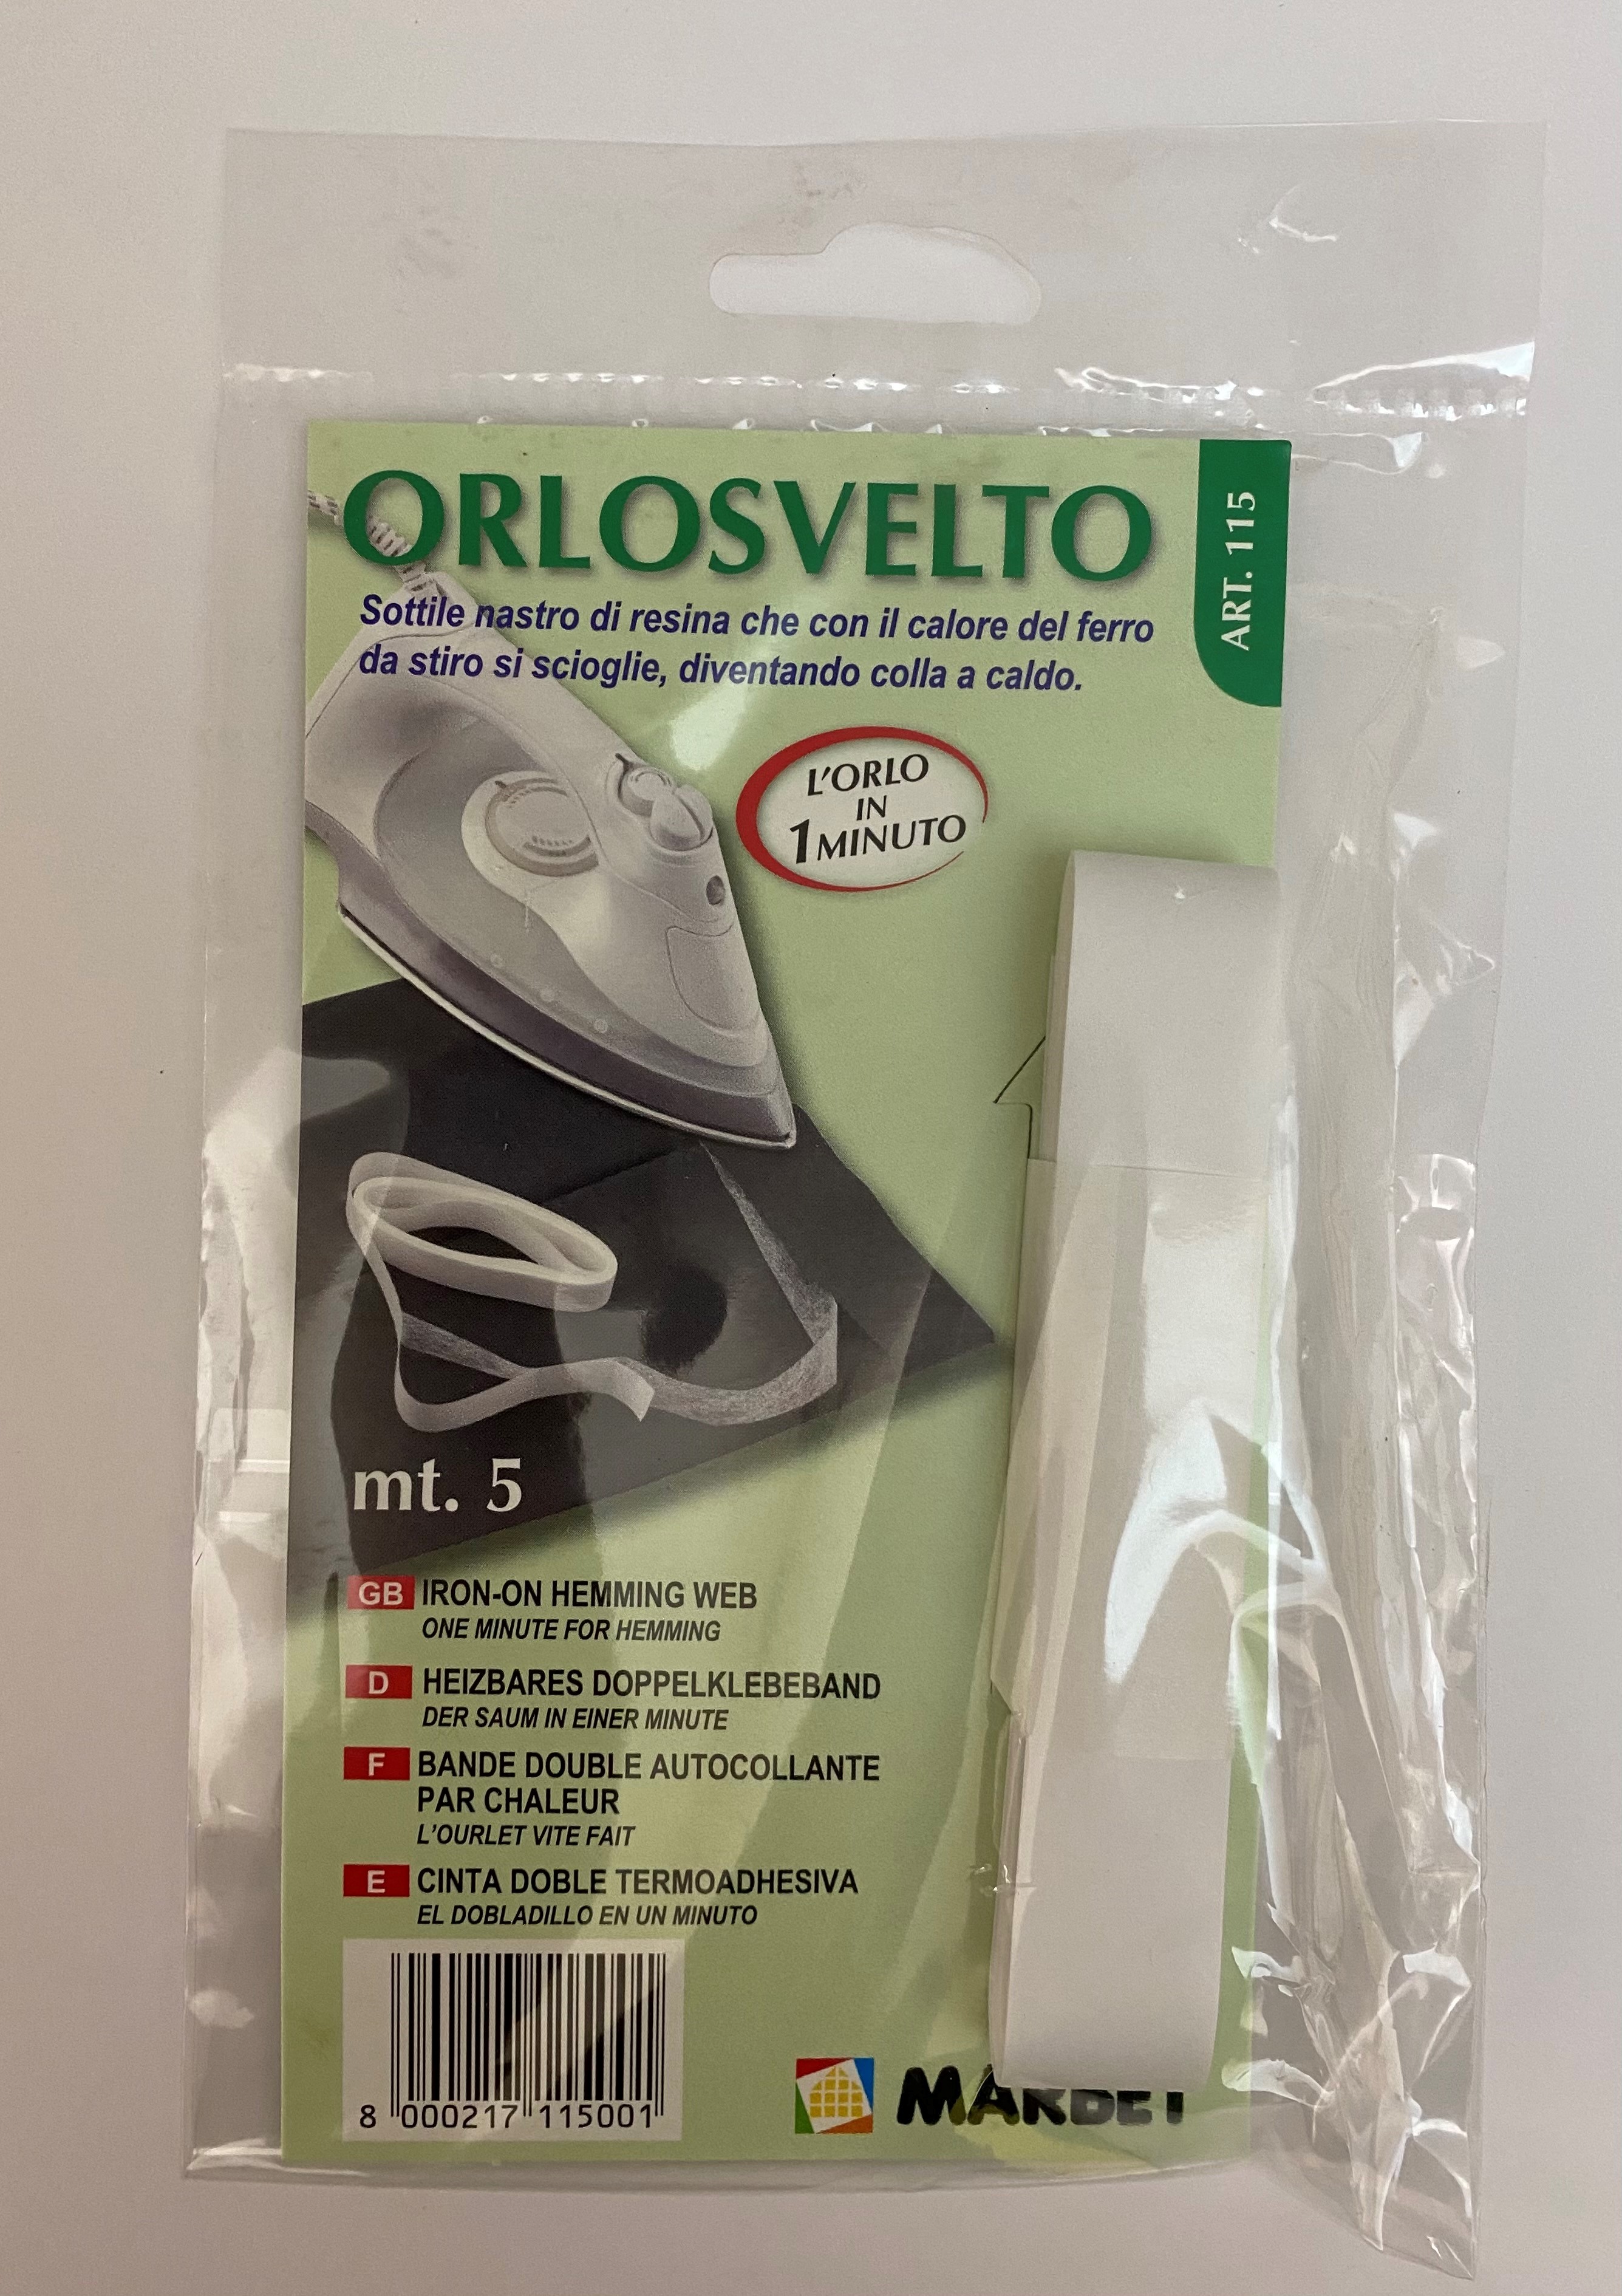 ORLOSVELTO
ART. 115
Sottile nastro di resina che con il calore del ferro
da stiro si scioglie, diventando colla a caldo.
L'ORLO
IN
1 MINUTO
mt. 5
GB IRON-ON HEMMING WEB
ONE MINUTE FOR HEMMING
D HEIZBARES DOPPELKLEBEBAND
DER SAUM IN EINER MINUTE
F BANDE DOUBLE AUTOCOLLANTE
PAR CHALEUR
L'OURLET VITE FAIT
E CINTA DOBLE TERMOADHESIVA
EL DOBLADILLO EN UN MINUTO
8 000217 115001
MARBET